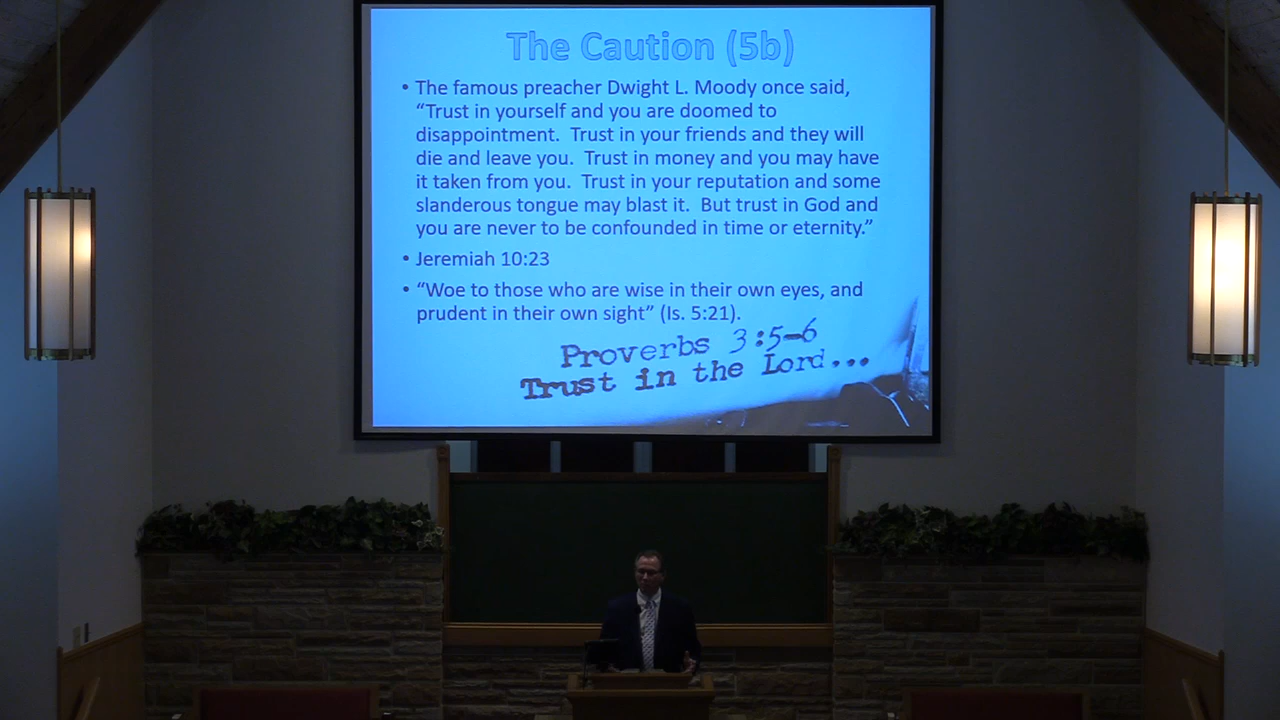 The Caution (5b)
• The famous preacher Dwight L. Moody once said,
“Trust in yourself and you are doomed to
disappointment.  Trust in your friends and they will
die and leave you.  Trust in money and you may have
it taken from you.  Trust in your reputation and some
slanderous tongue may blast it.  But trust in God and
you are never to be confounded in time or eternity.”
• Jeremiah 10:23
• “Woe to those who are wise in their own eyes, and
prudent in their own sight” (Is. 5:21).
Proverbs 3:5-6
Trust in the Lord...